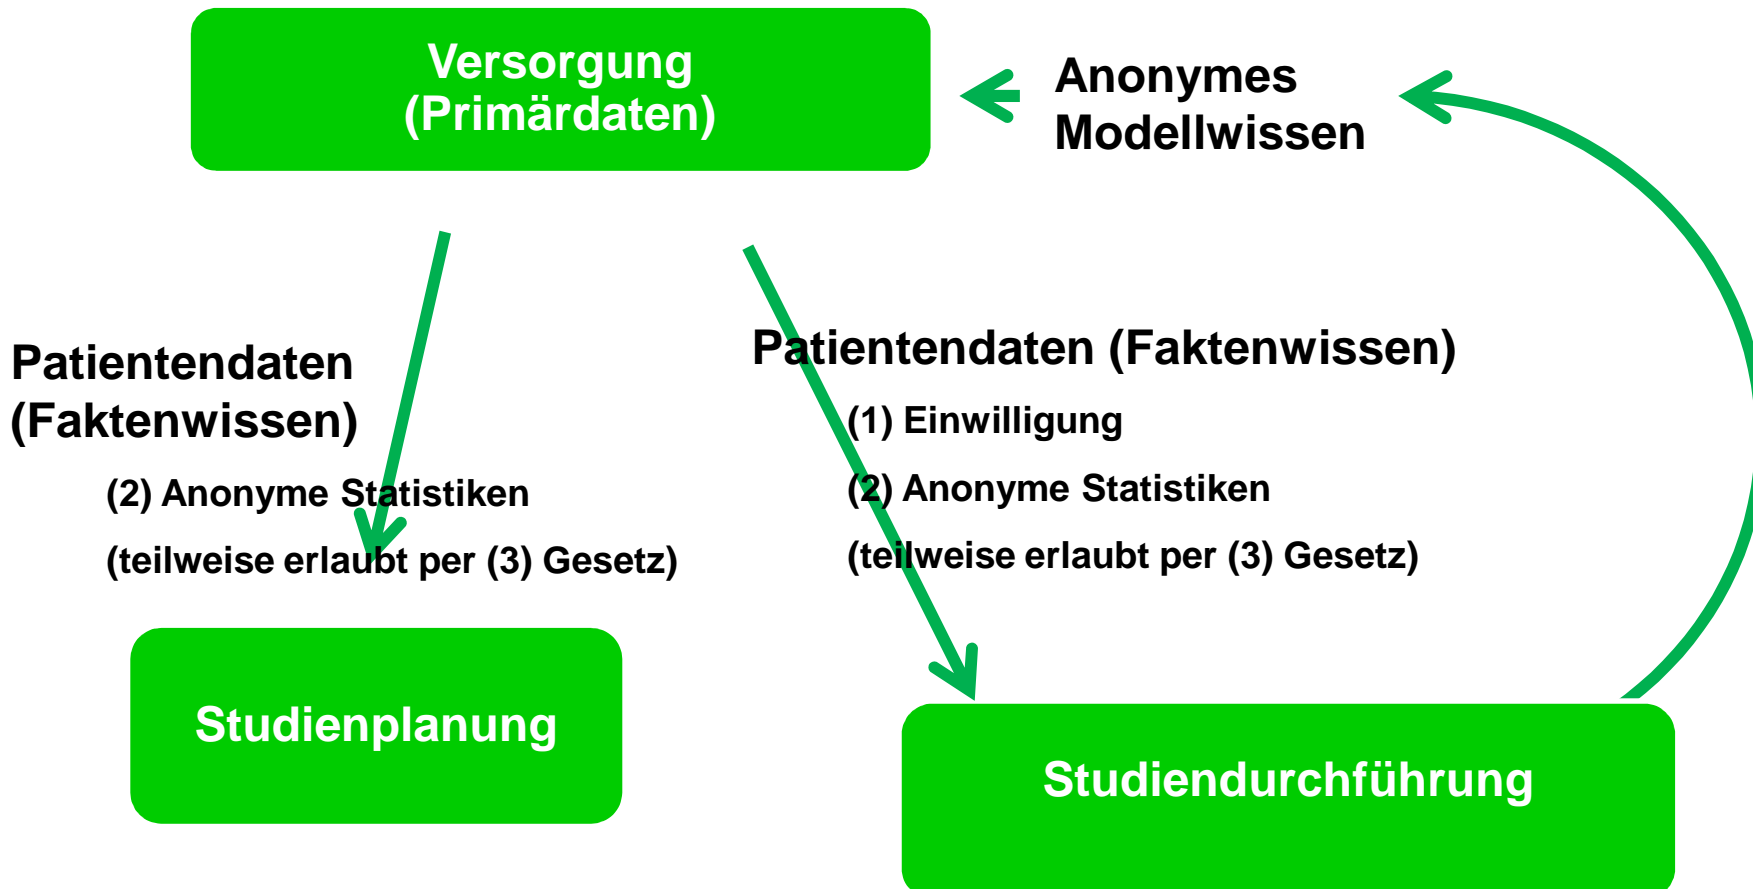 Versorgung
(Primärdaten)
Anonymes
Modellwissen
Patientendaten
(Faktenwissen)
(2) Anonyme Statistiken
(teilweise erlaubt per (3) Gesetz)
Patientendaten (Faktenwissen)
(1) Einwilligung
(2) Anonyme Statistiken
(teilweise erlaubt per (3) Gesetz)
Studienplanung
Studiendurchführung